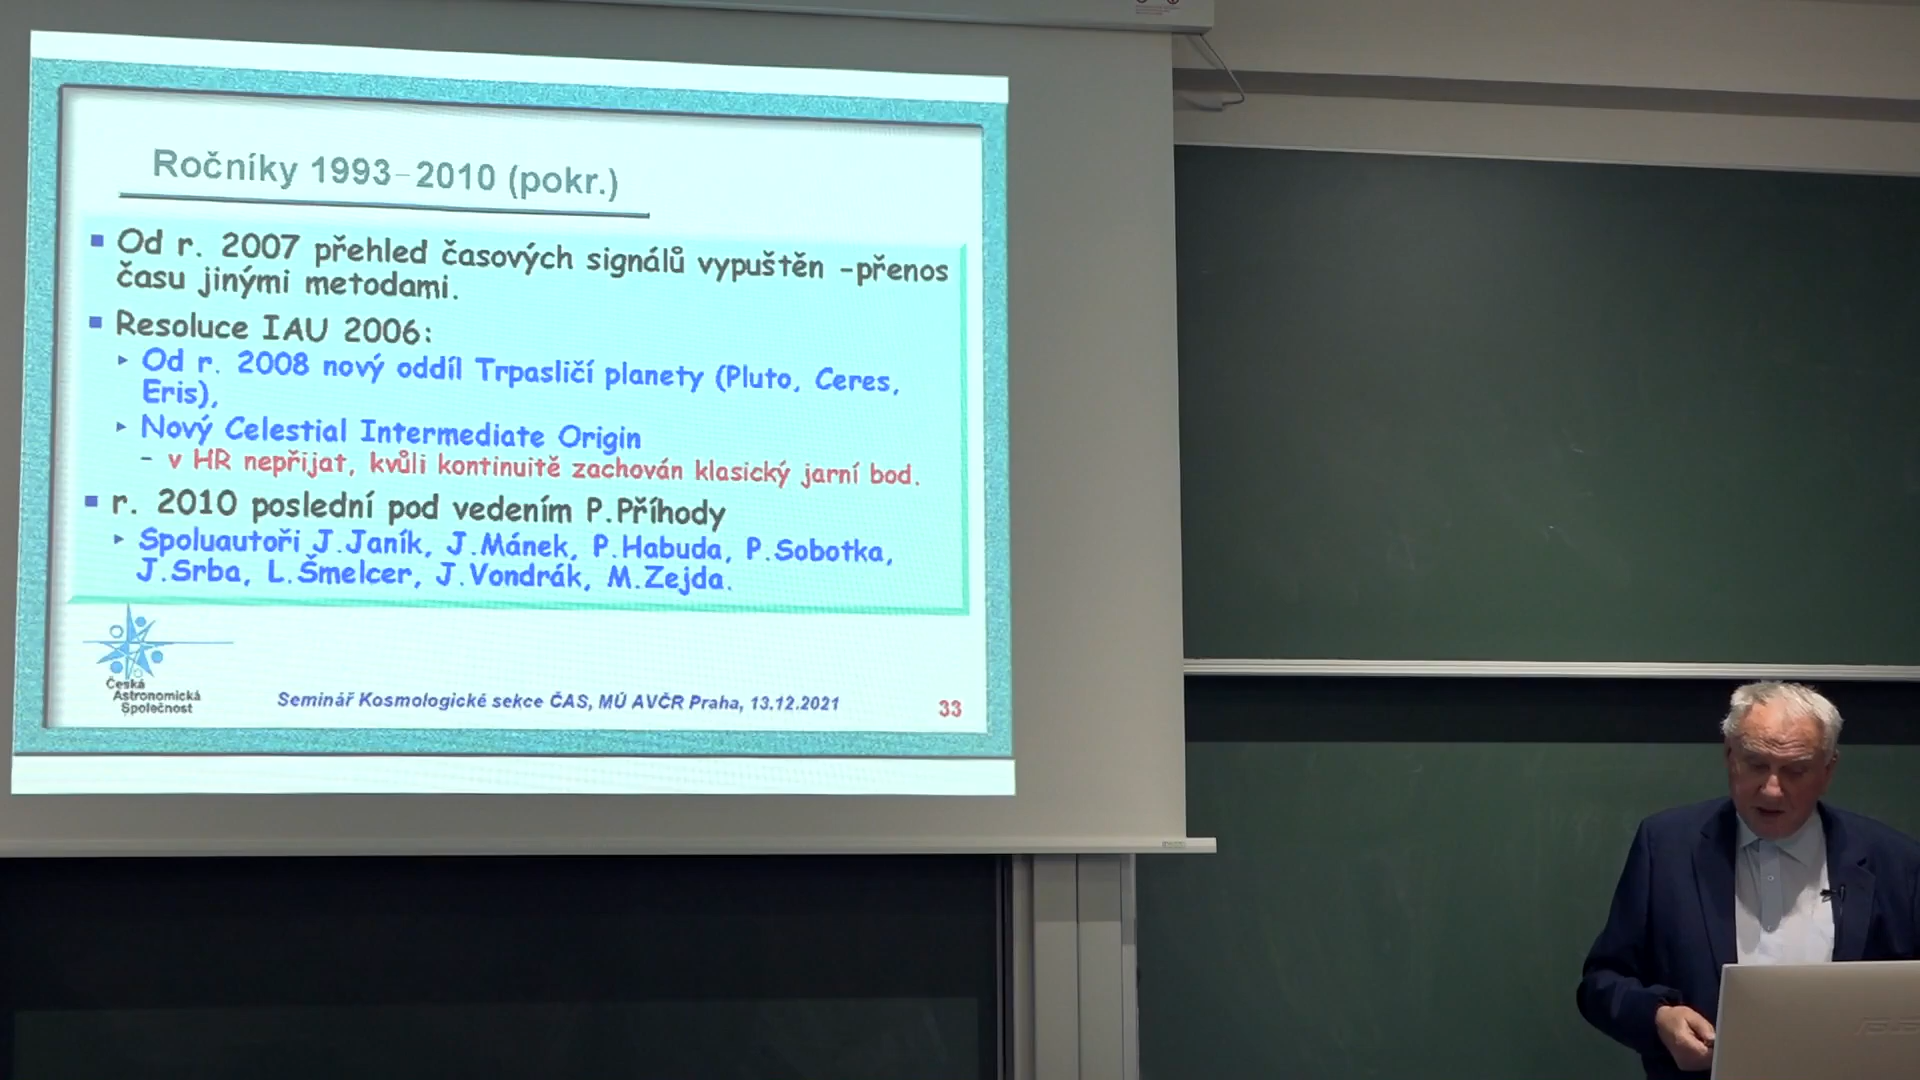 Ročníky 1993–2010 (pokr.)
Od r. 2007 přehled časových signálů vypuštěn -přenos
času jinými metodami.
Resoluce IAU 2006:
Od r. 2008 nový oddíl Trpasličí planety (Pluto, Ceres,
Eris),
Nový Celestial Intermediate Origin
- v HR nepřijat, kvůli kontinuitě zachován klasický jarní bod.
r. 2010 poslední pod vedením P.Příhody
Spoluautoři J.Janík, J.Mánek, P.Habuda, P.Sobotka,
J.Srba, L.Šmelcer, J.Vondrák, M.Zejda.
Česká
Astronomická
Společnost
Seminář Kosmologické sekce ČAS, MÚ AVČR Praha, 13.12.2021
33